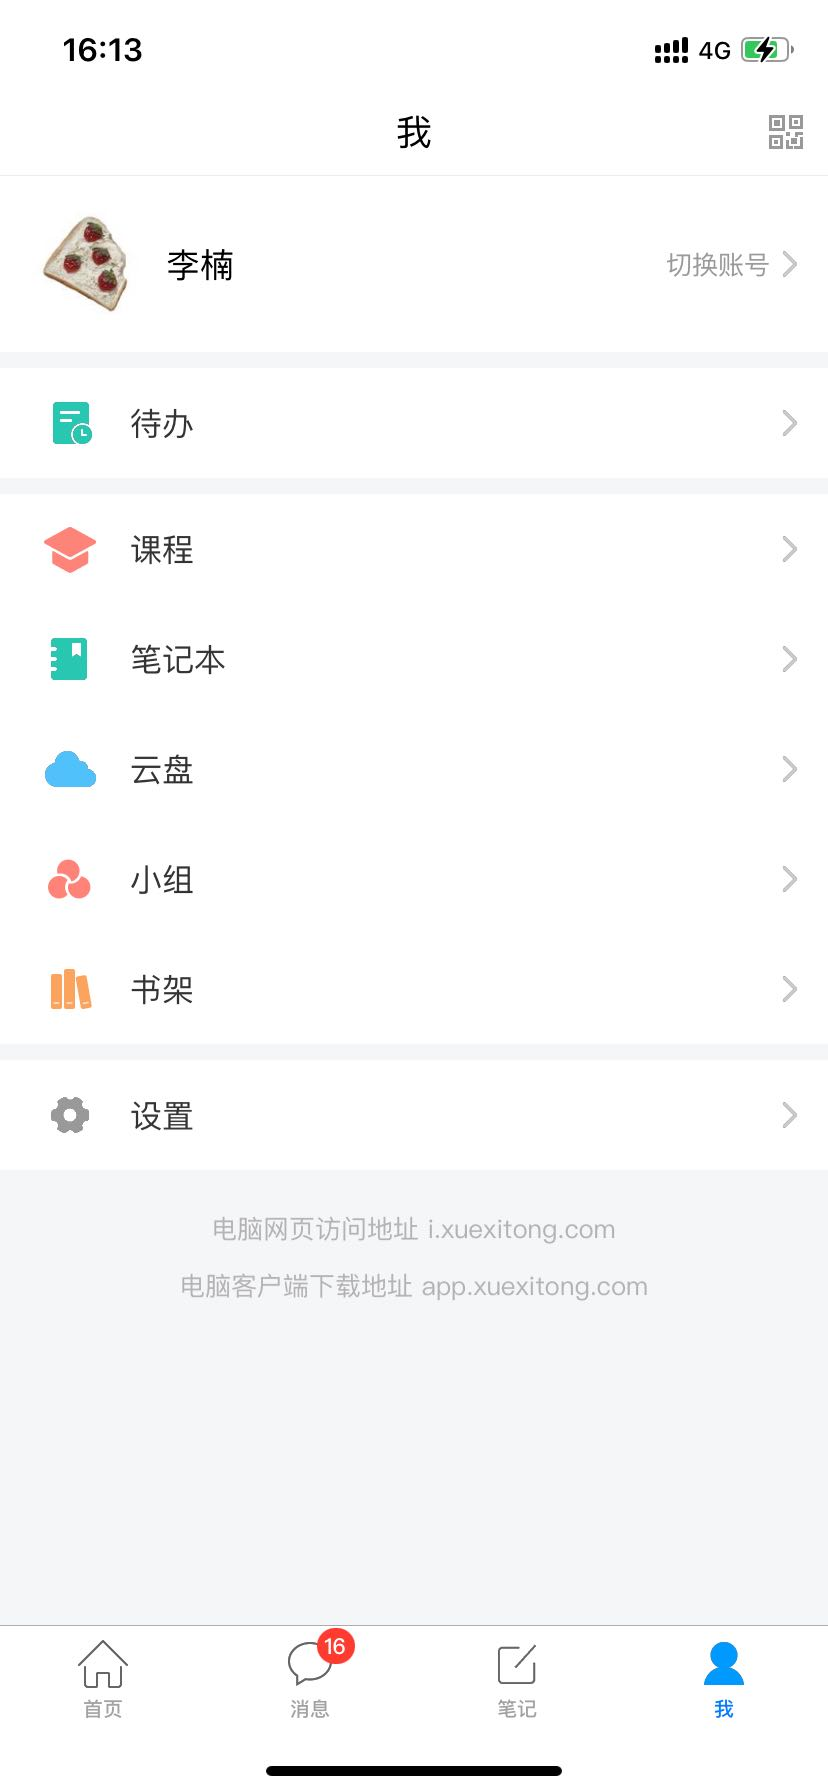 16:13
4G
我
李楠
切换账号
待办
课程
笔记本
云盘
小组
书架
设置
电脑网页访问地址 i.xuexitong.com
电脑客户端下载地址 app.xuexitong.com
16
首页
消息
笔记
我